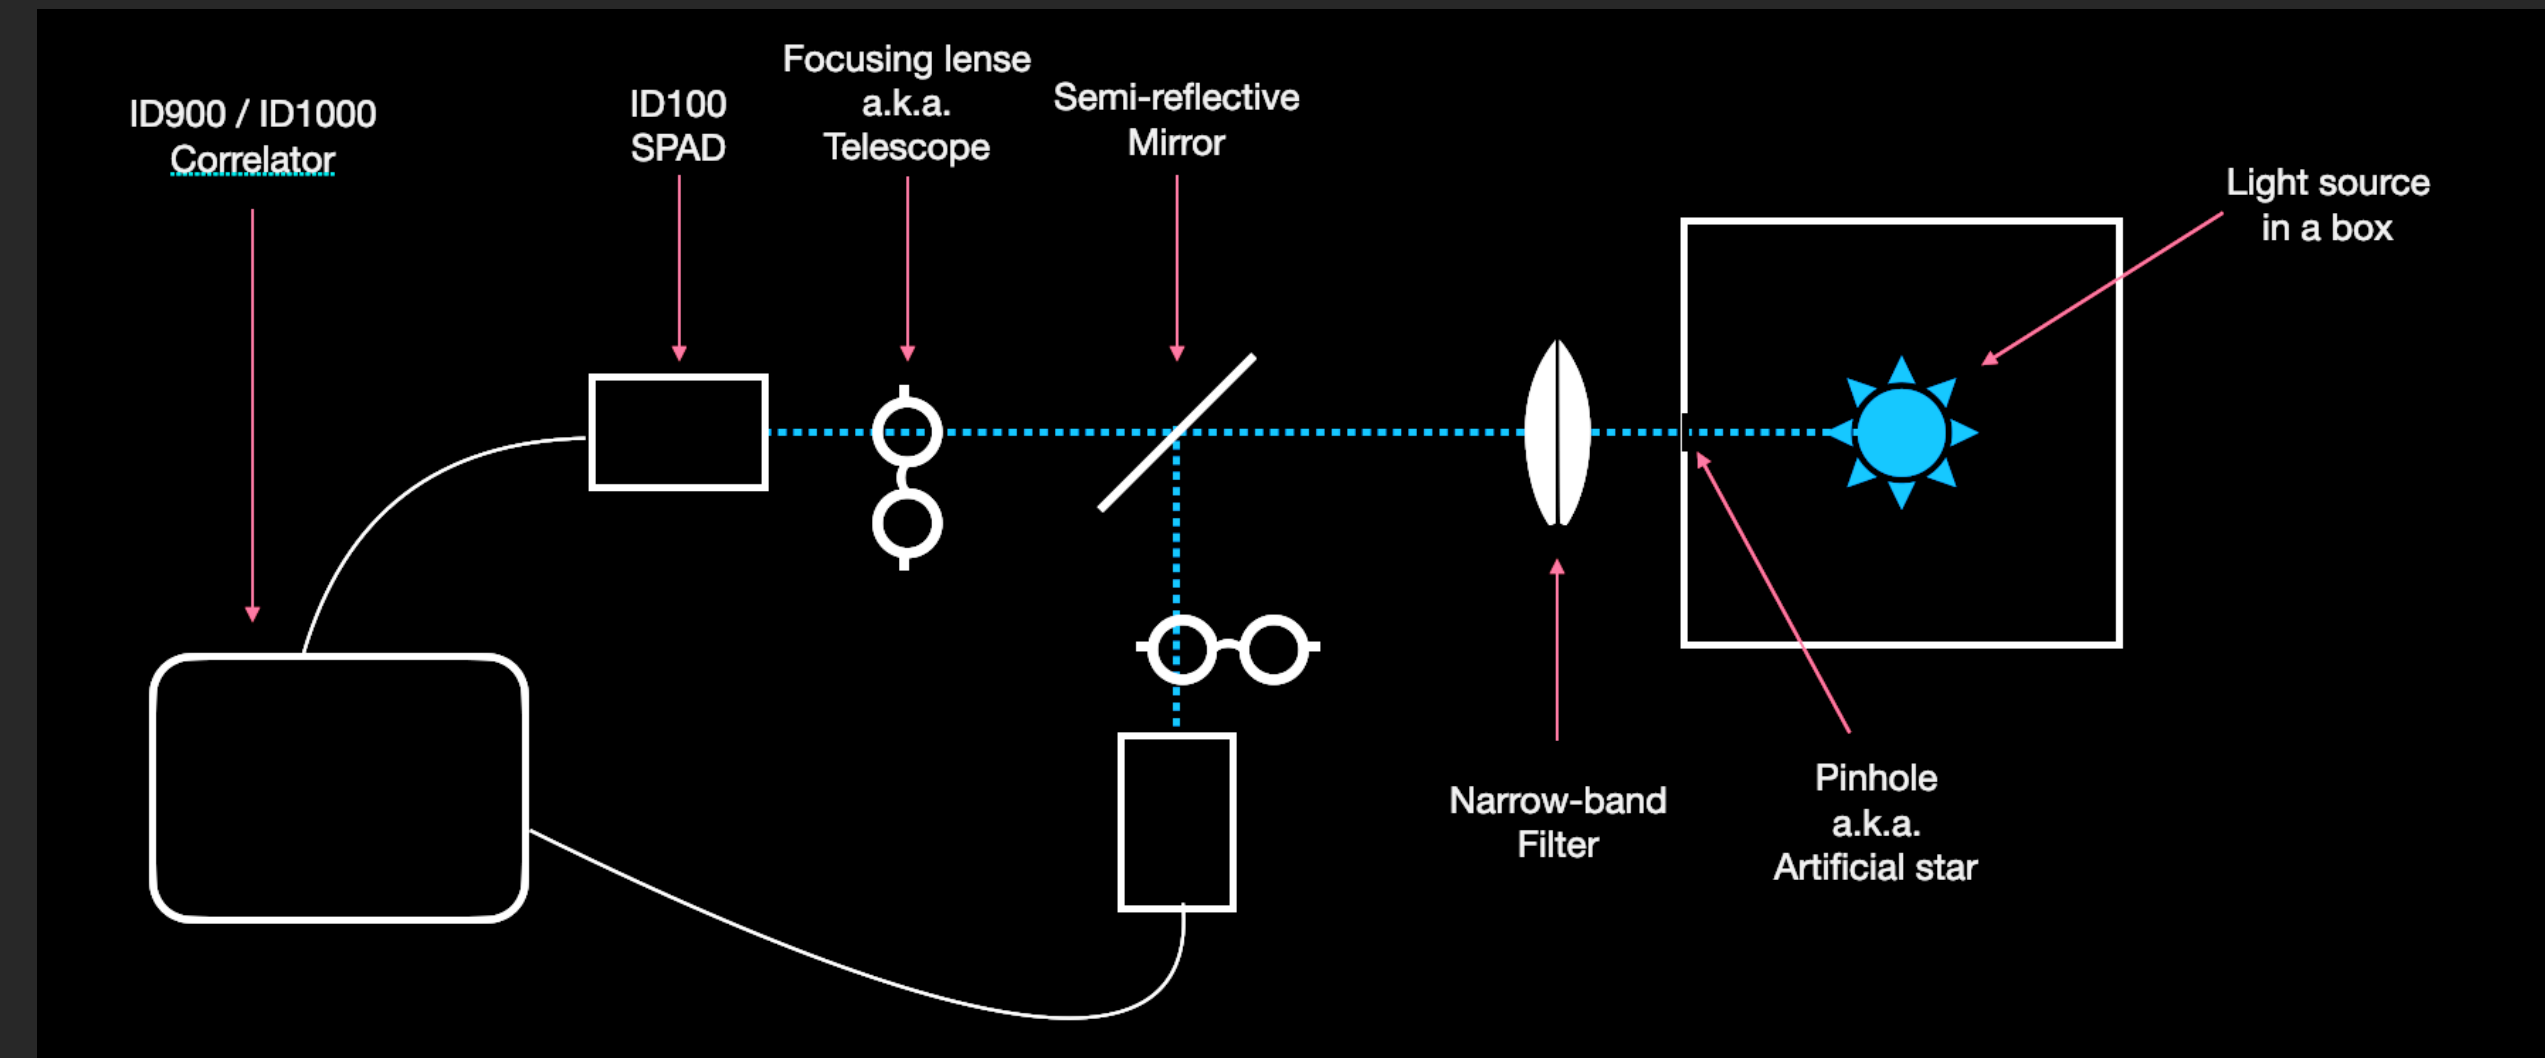 ID900 / ID1000
Correlator
ID100
SPAD
Focusing lense
a.k.a.
Telescope
Semi-reflective
Mirror
Light source
in a box
Narrow-band
Filter
Pinhole
a.k.a.
Artificial star